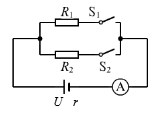 R₁ S₁
R₂ S₂
A
U r